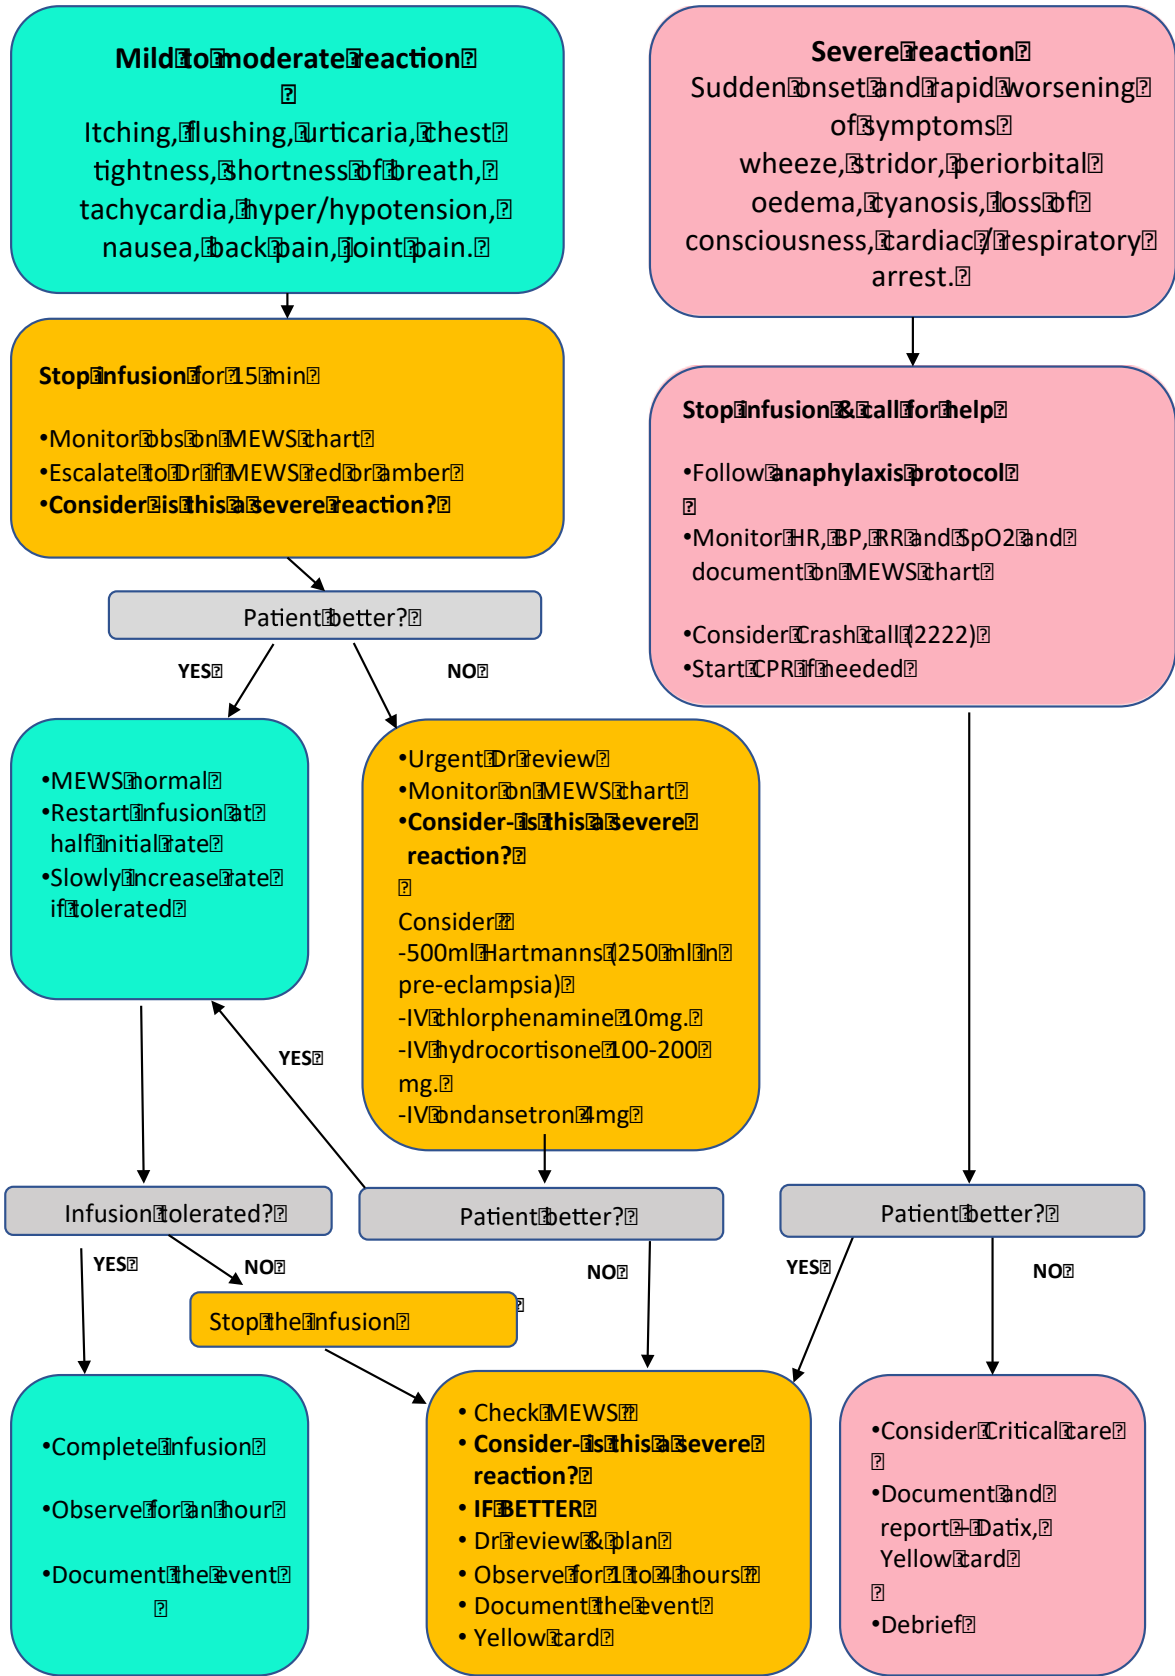 Mild to moderate reaction
Itching, flushing, urticaria, chest
tightness, shortness of breath,
tachycardia, hyper/hypotension,
nausea, back pain, joint pain.
Severe reaction
Sudden onset and rapid worsening
of symptoms
wheeze, stridor, periorbital
oedema, cyanosis, loss of
consciousness, cardiac / respiratory
arrest.
Stop infusion for 15 min
•Monitor obs on MEWS chart
•Escalate to Dr if MEWS red or amber
•Consider -is this a severe reaction?
Stop infusion & call for help
•Follow anaphylaxis protocol
•Monitor HR, BP, RR and SpO2 and
document on MEWS chart
•Consider Crash call (2222)
•Start CPR if needed
Patient better?
YES
NO
•MEWS normal
•Restart infusion at
half initial rate
•Slowly increase rate
if tolerated
•Urgent Dr review
•Monitor on MEWS chart
•Consider- is this a severe
reaction?
Consider
-500ml Hartmanns (250 ml in
pre-eclampsia)
-IV chlorphenamine 10mg.
-IV hydrocortisone 100-200
mg.
-IV ondansetron 4mg
YES
Infusion tolerated?
Patient better?
Patient better?
YES
NO
NO
YES
NO
Stop the infusion
•Complete infusion
•Observe for an hour
•Document the event
• Check MEWS
• Consider- is this a severe
reaction?
• IF BETTER
• Dr review & plan
• Observe for 1 to 4 hours
• Document the event
• Yellow card
•Consider Critical care
•Document and
report – Datix,
Yellow card
•Debrief